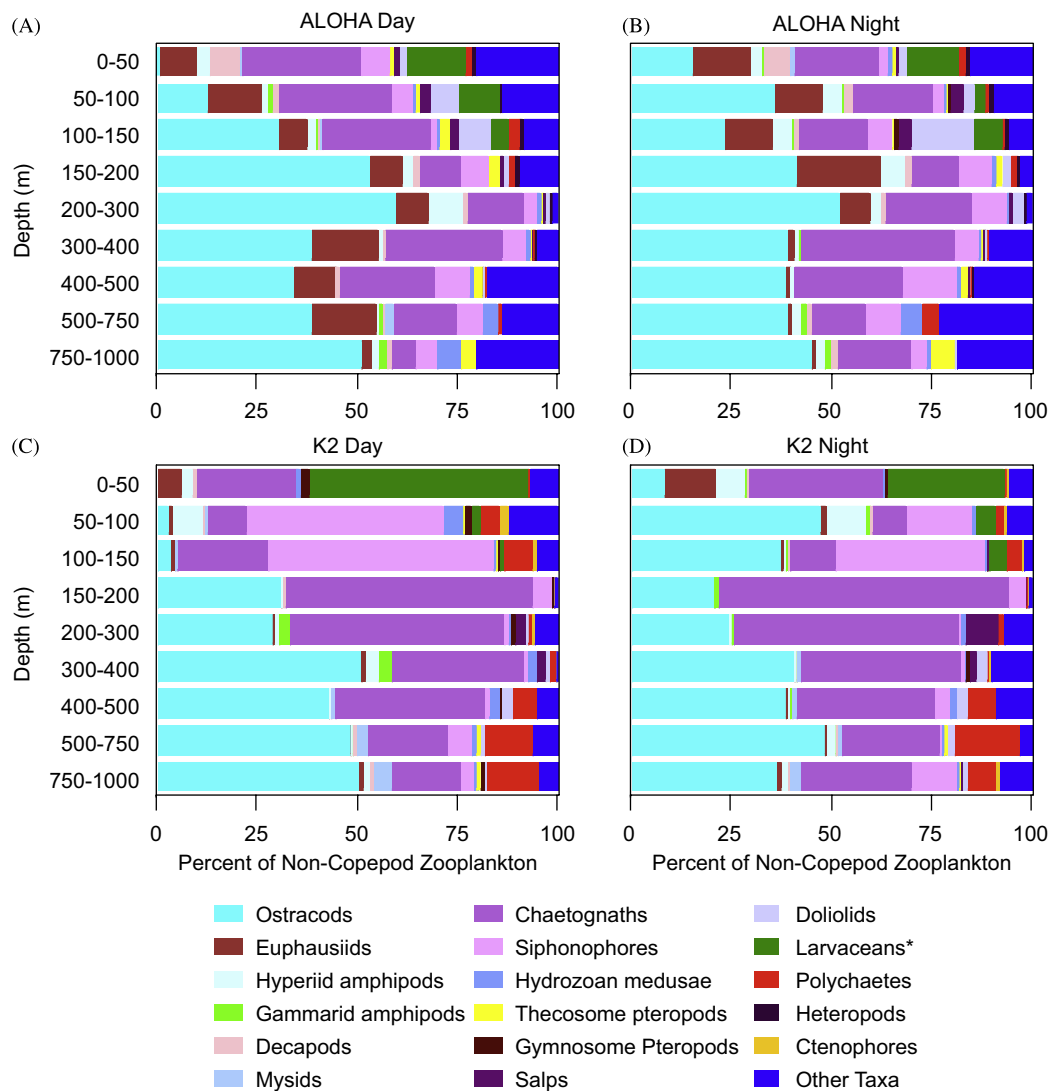 (A) ALOHA Day
(B) ALOHA Night
Depth (m)
0-50
50-100
100-150
150-200
200-300
300-400
400-500
500-750
750-1000
0 25 50 75 100
0 25 50 75 100
(C) K2 Day
(D) K2 Night
Depth (m)
0-50
50-100
100-150
150-200
200-300
300-400
400-500
500-750
750-1000
0 25 50 75 100
0 25 50 75 100
Percent of Non-Copepod Zooplankton
Percent of Non-Copepod Zooplankton
Ostracods
Euphausiids
Hyperiid amphipods
Gammarid amphipods
Decapods
Mysids
Chaetognaths
Siphonophores
Hydrozoan medusae
Thecosome pteropods
Gymnosome Pteropods
Salps
Doliolids
Larvaceans*
Polychaetes
Heteropods
Ctenophores
Other Taxa